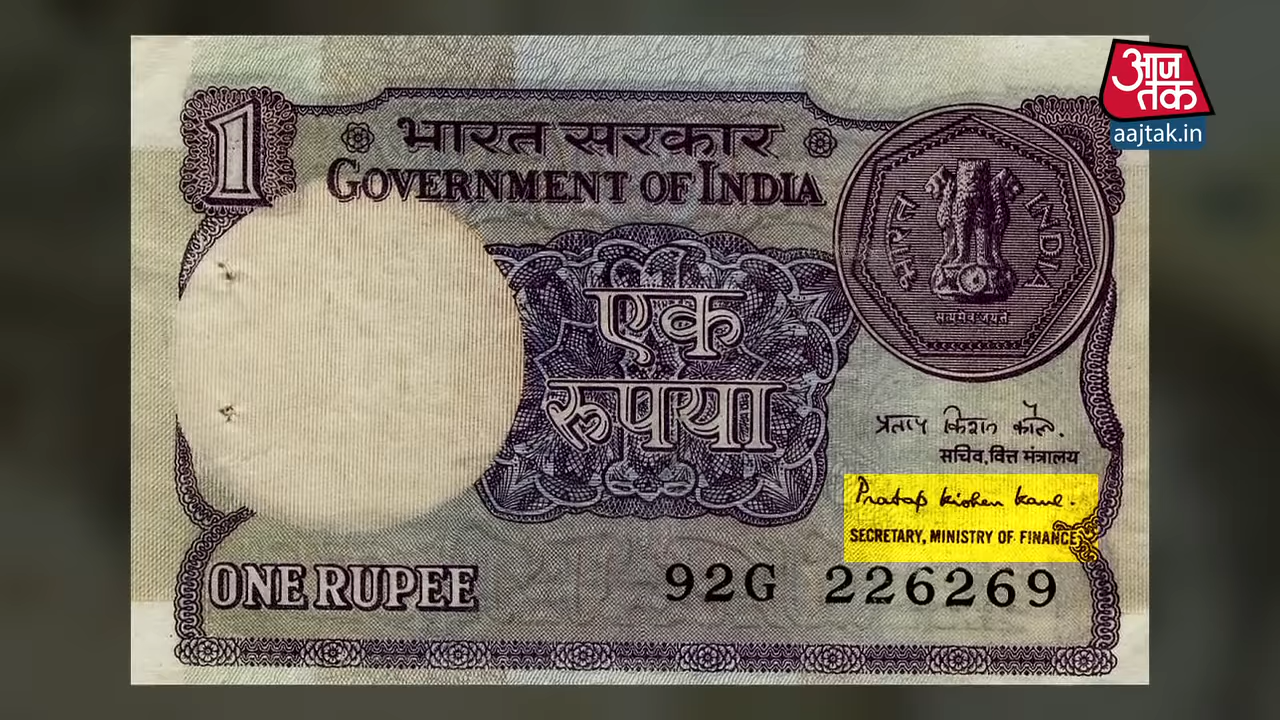 आज
तक
aajtak.in
1
भारत सरकार
GOVERNMENT OF INDIA
भारत
INDIA
सत्यमेव जयते
एक
रुपया
प्रताप किशन कौल.
सचिव, वित्त मंत्रालय
Pratap Kishen Kaul.
SECRETARY, MINISTRY OF FINANCE
ONE RUPEE
92G 226269